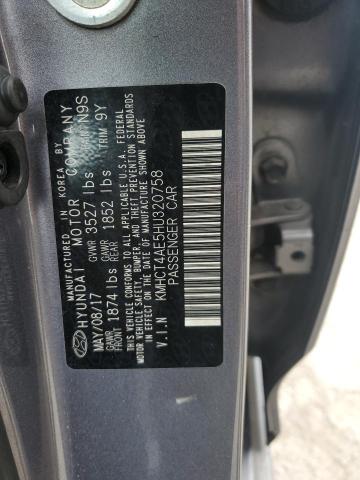 MADE IN KOREA BY
HYUNDAI MOTOR COMPANY
MAY/08/17 GVWR 3527 lbs PAINT N9S
GAWR FRONT 1874 lbs GAWR REAR 1852 lbs TRIM 9Y
THIS VEHICLE CONFORMS TO ALL APPLICABLE U.S.A. FEDERAL
MOTOR VEHICLE SAFETY, BUMPER, AND THEFT PREVENTION STANDARDS
IN EFFECT ON THE DATE OF MANUFACTURE SHOWN ABOVE.
V.I.N KMHCT4AE5HU320758
PASSENGER CAR